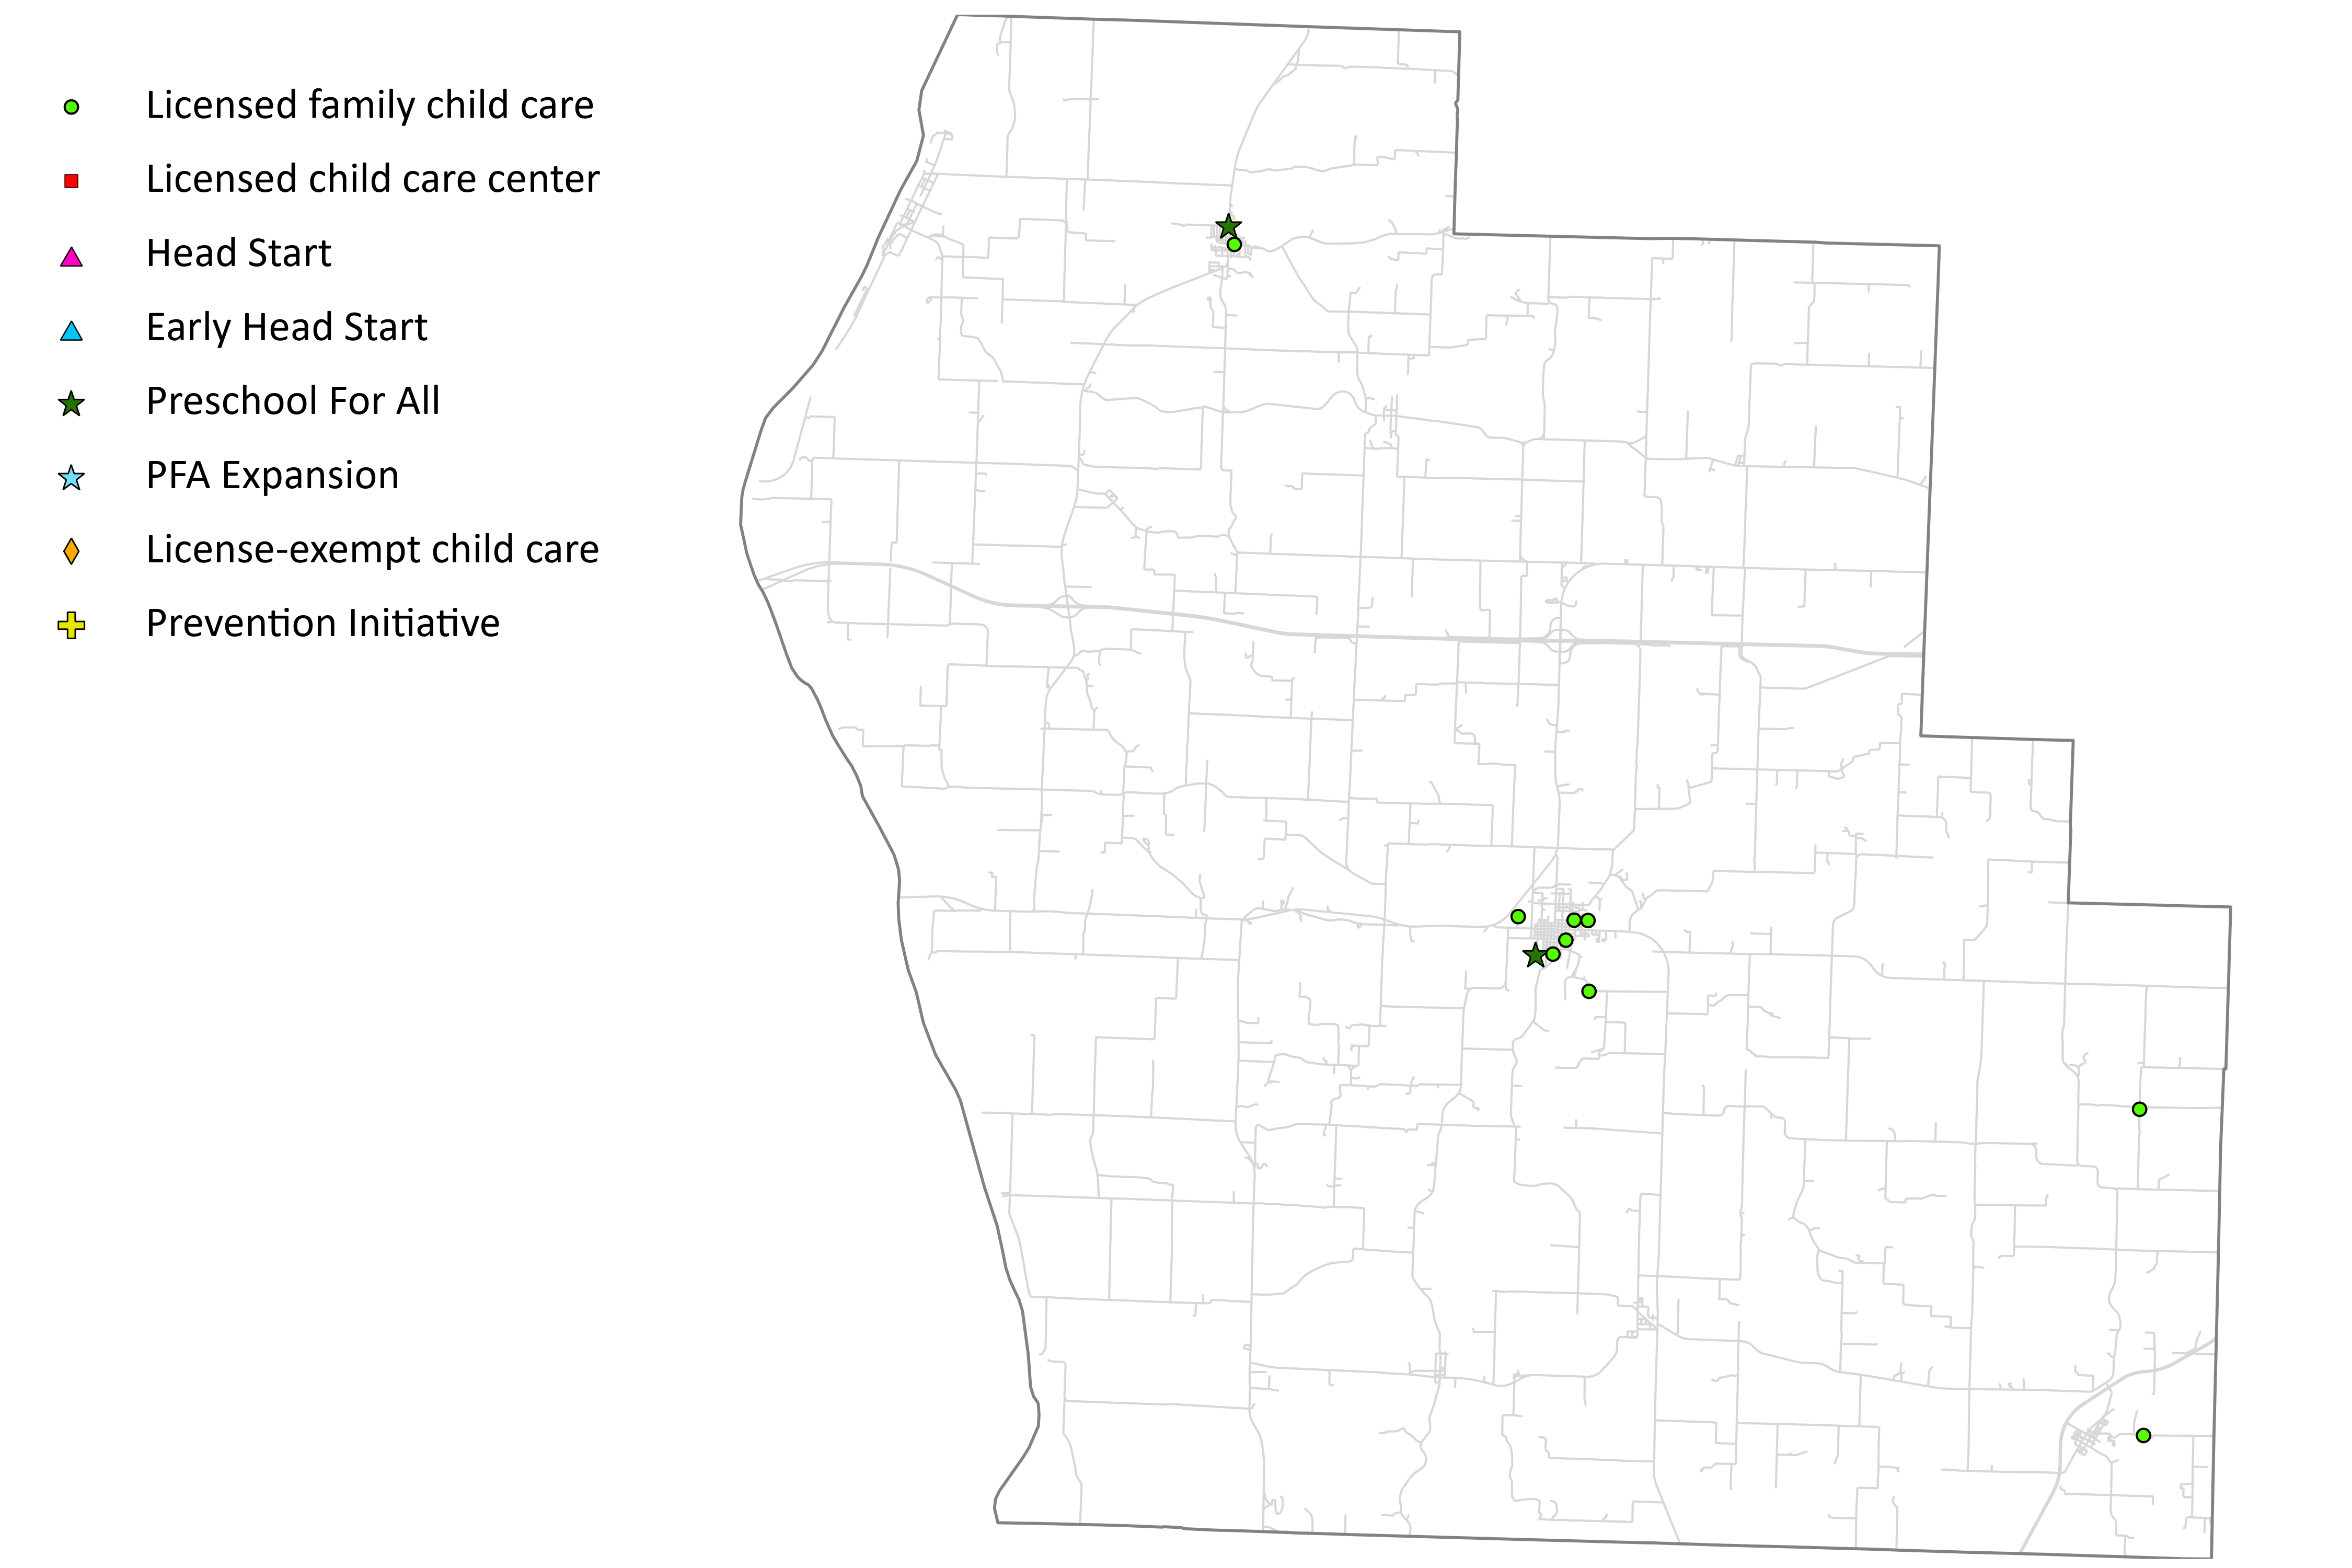 Licensed family child care
Licensed child care center
Head Start
Early Head Start
Preschool For All
PFA Expansion
License-exempt child care
Prevention Initiative